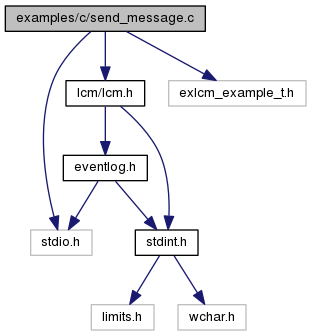 examples/c/send_message.c
lcm/lcm.h
exlcm_example_t.h
eventlog.h
stdio.h
stdint.h
limits.h
wchar.h